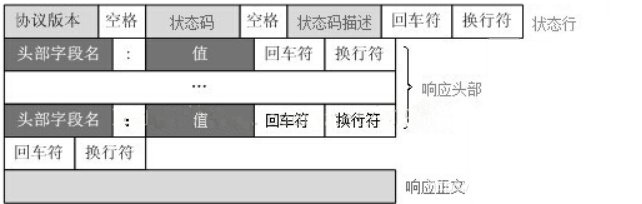 协议版本 空格 状态码 空格 状态码描述 回车符 换行符 状态行
头部字段名 : 值 回车符 换行符
... 响应头部
头部字段名 : 值 回车符 换行符
回车符 换行符
响应正文